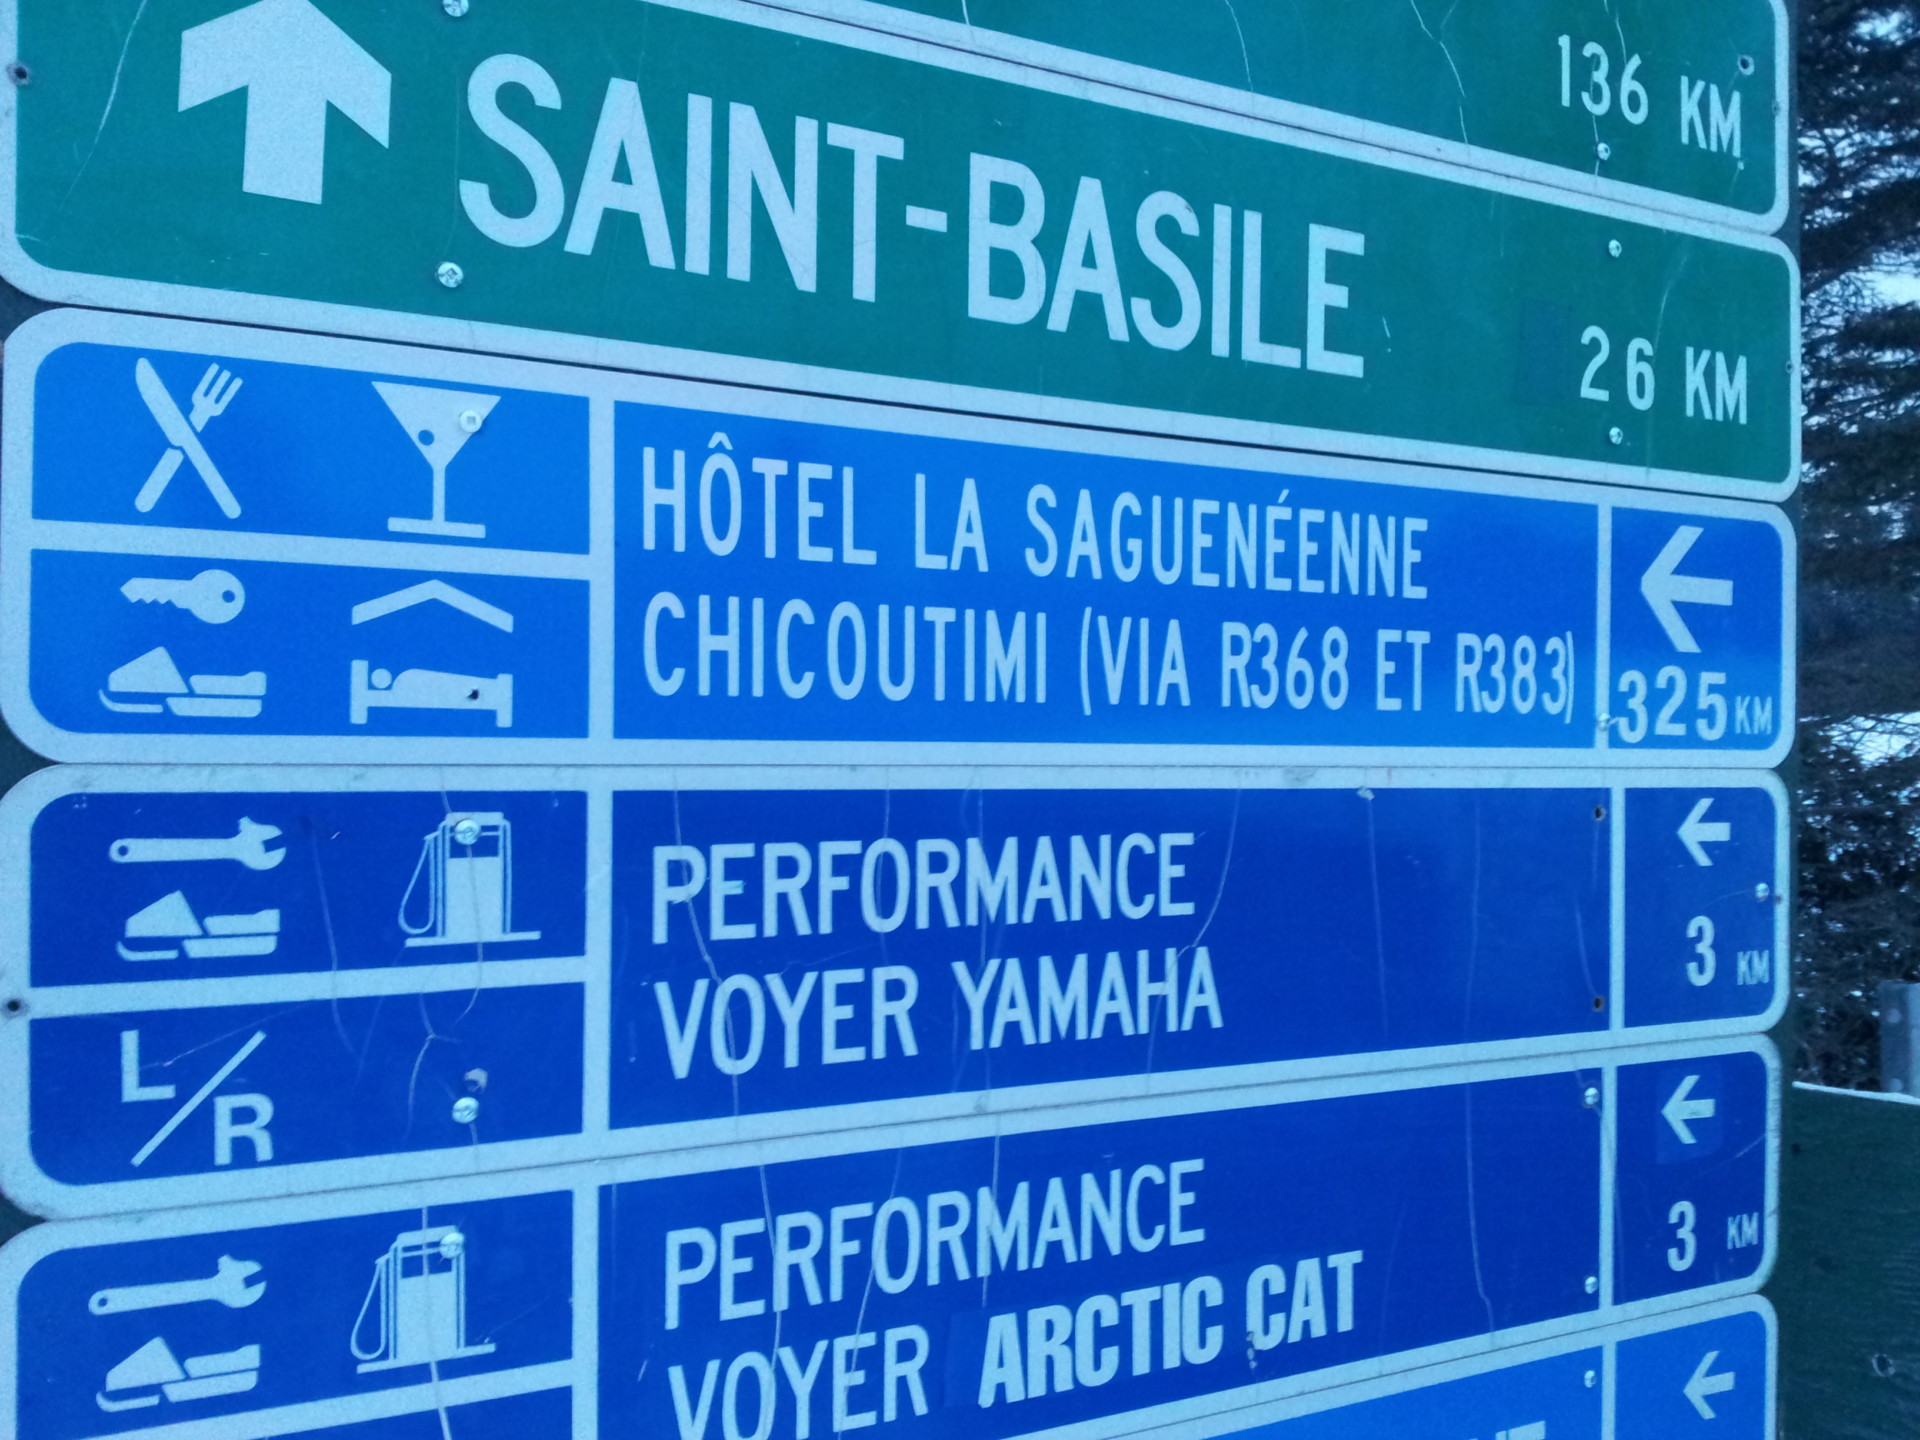 136 KM
SAINT-BASILE
26 KM
HÔTEL LA SAGUENÉENNE
CHICOUTIMI (VIA R368 ET R383)
325 KM
PERFORMANCE
VOYER YAMAHA
3 KM
L/R
PERFORMANCE
VOYER ARCTIC CAT
3 KM